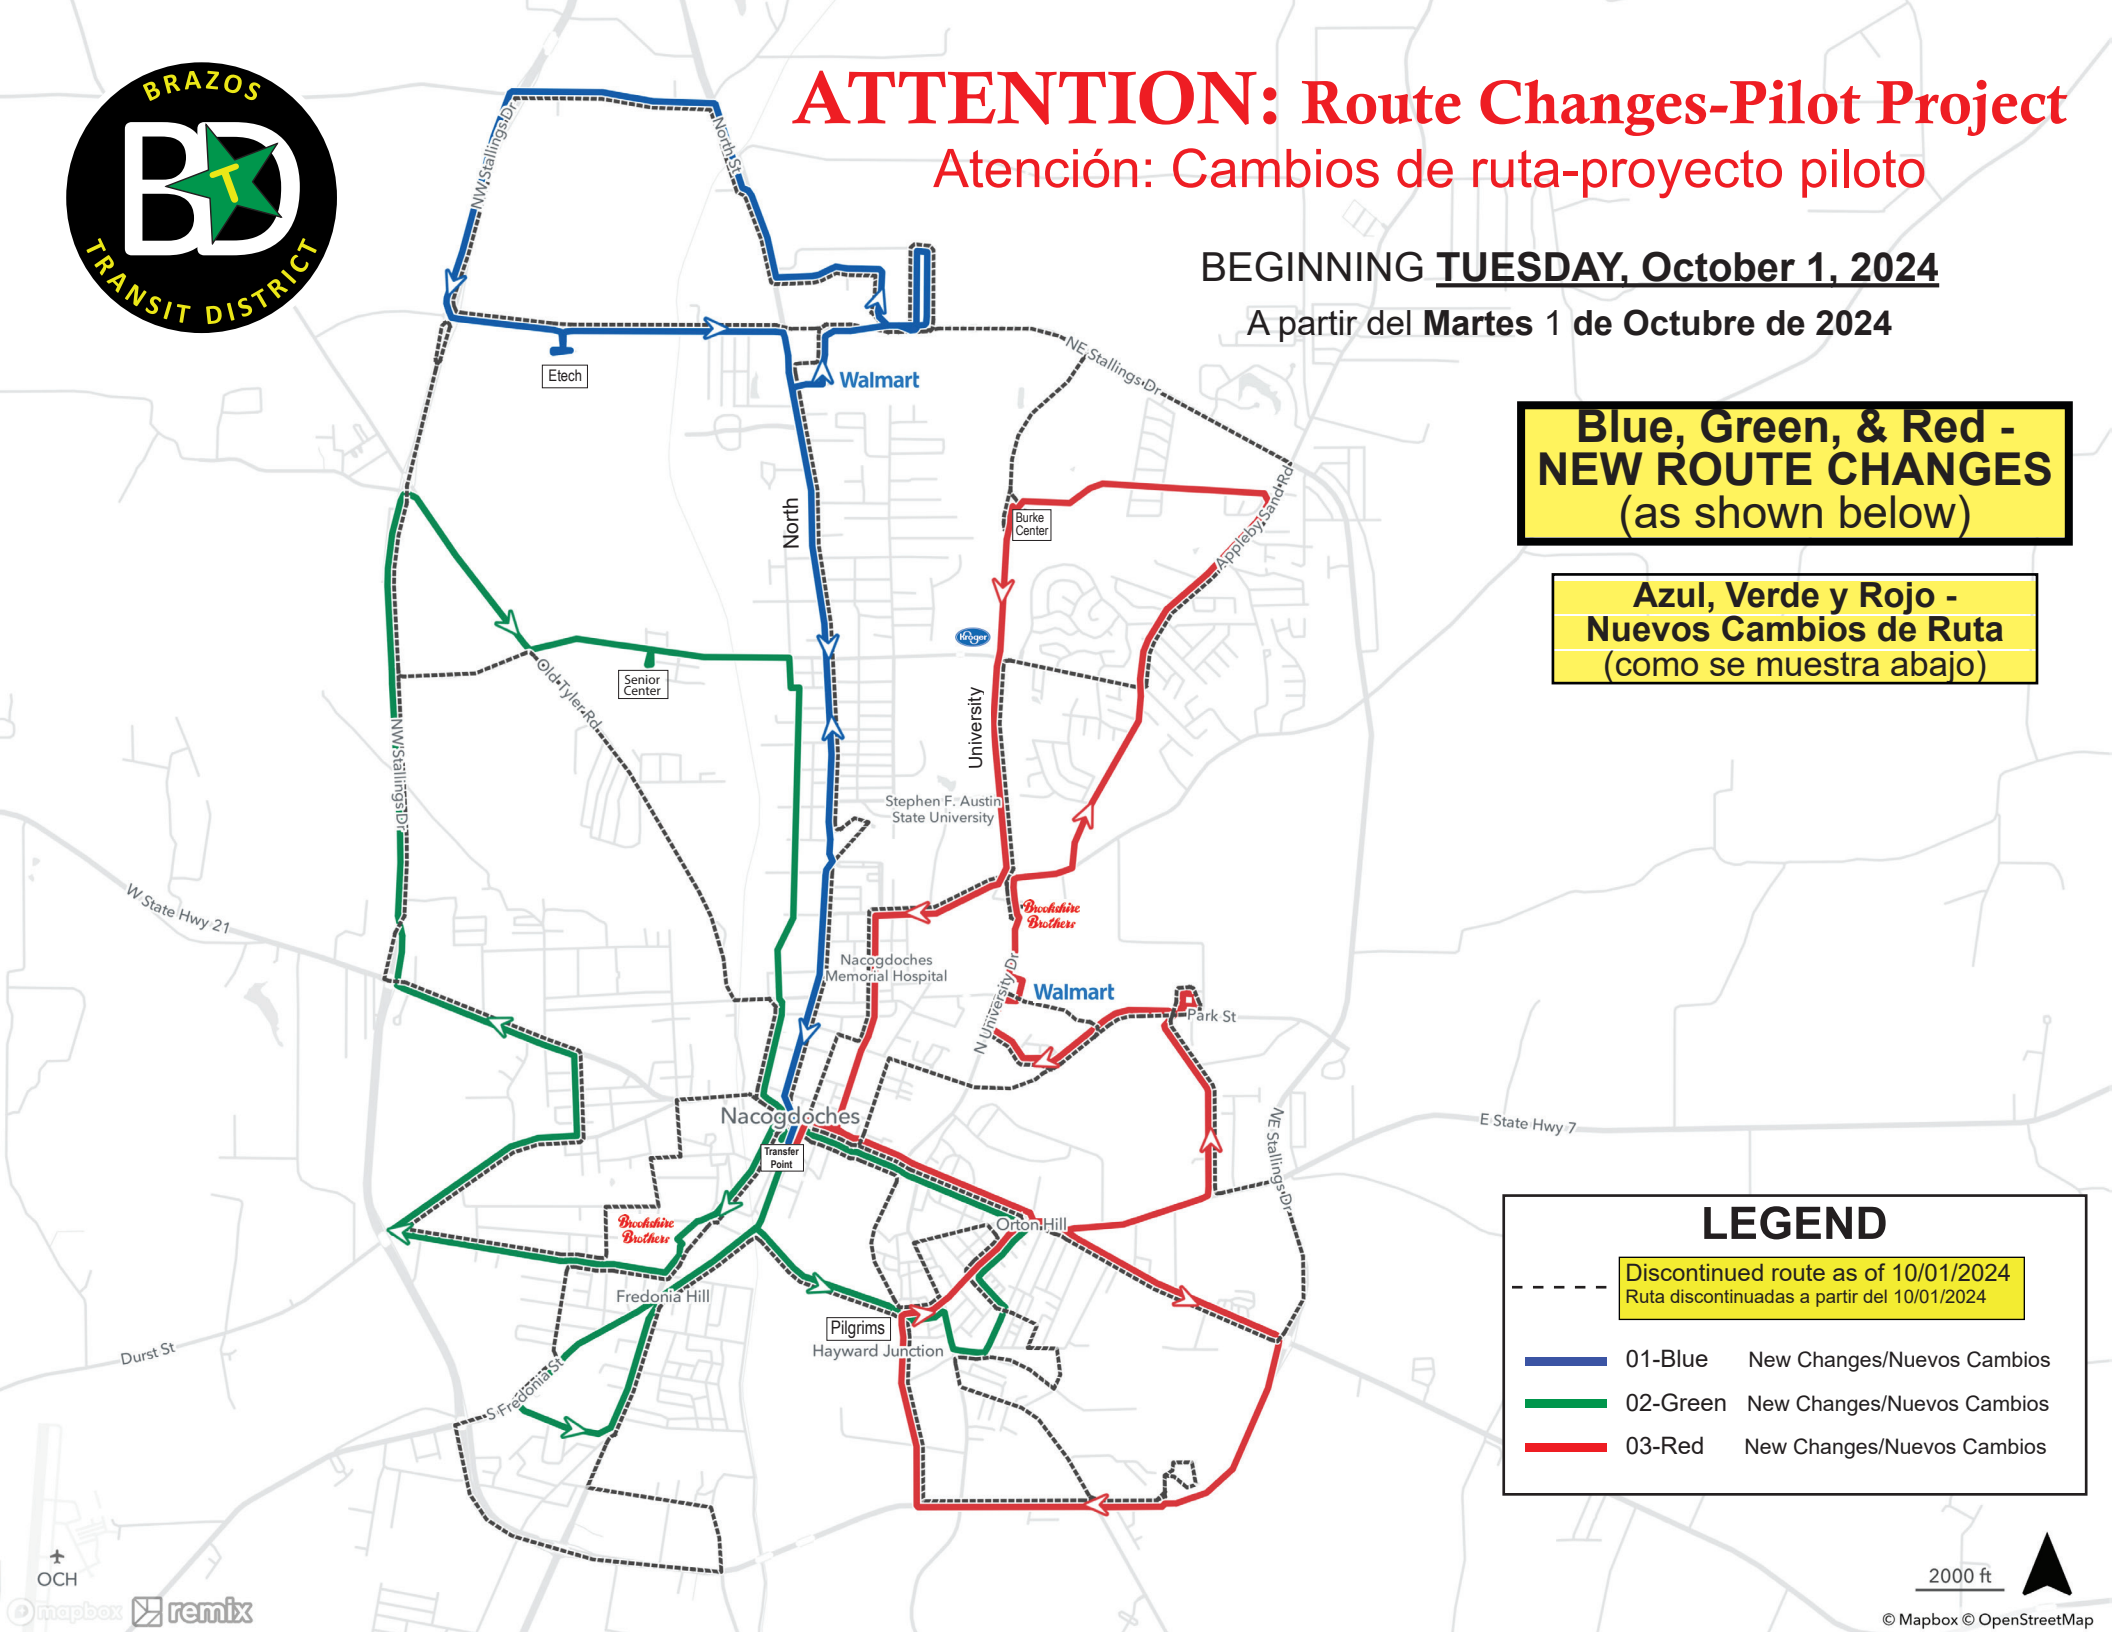 BRAZOS
BTD
TRANSIT DISTRICT
ATTENTION: Route Changes-Pilot Project
Atención: Cambios de ruta-proyecto piloto
BEGINNING TUESDAY, October 1, 2024
A partir del Martes 1 de Octubre de 2024
Blue, Green, & Red -
NEW ROUTE CHANGES
(as shown below)
Azul, Verde y Rojo -
Nuevos Cambios de Ruta
(como se muestra abajo)
NW Stallings Dr
North St
Etech
Walmart
NE Stallings Dr
North
Burke
Center
Appleby Sand Rd
Kroger
Senior
Center
Old Tyler Rd
University
NW Stallings Dr
Stephen F. Austin
State University
W State Hwy 21
Brookshire
Brothers
Nacogdoches
Memorial Hospital
N University Dr
Walmart
Park St
Nacogdoches
Transfer
Point
E State Hwy 7
NE Stallings Dr
Brookshire
Brothers
Orton Hill
Fredonia Hill
Pilgrims
Hayward Junction
Durst St
S Fredonia St
LEGEND
Discontinued route as of 10/01/2024
Ruta discontinuadas a partir del 10/01/2024
01-Blue New Changes/Nuevos Cambios
02-Green New Changes/Nuevos Cambios
03-Red New Changes/Nuevos Cambios
OCH
mapbox remix
2000 ft
© Mapbox © OpenStreetMap